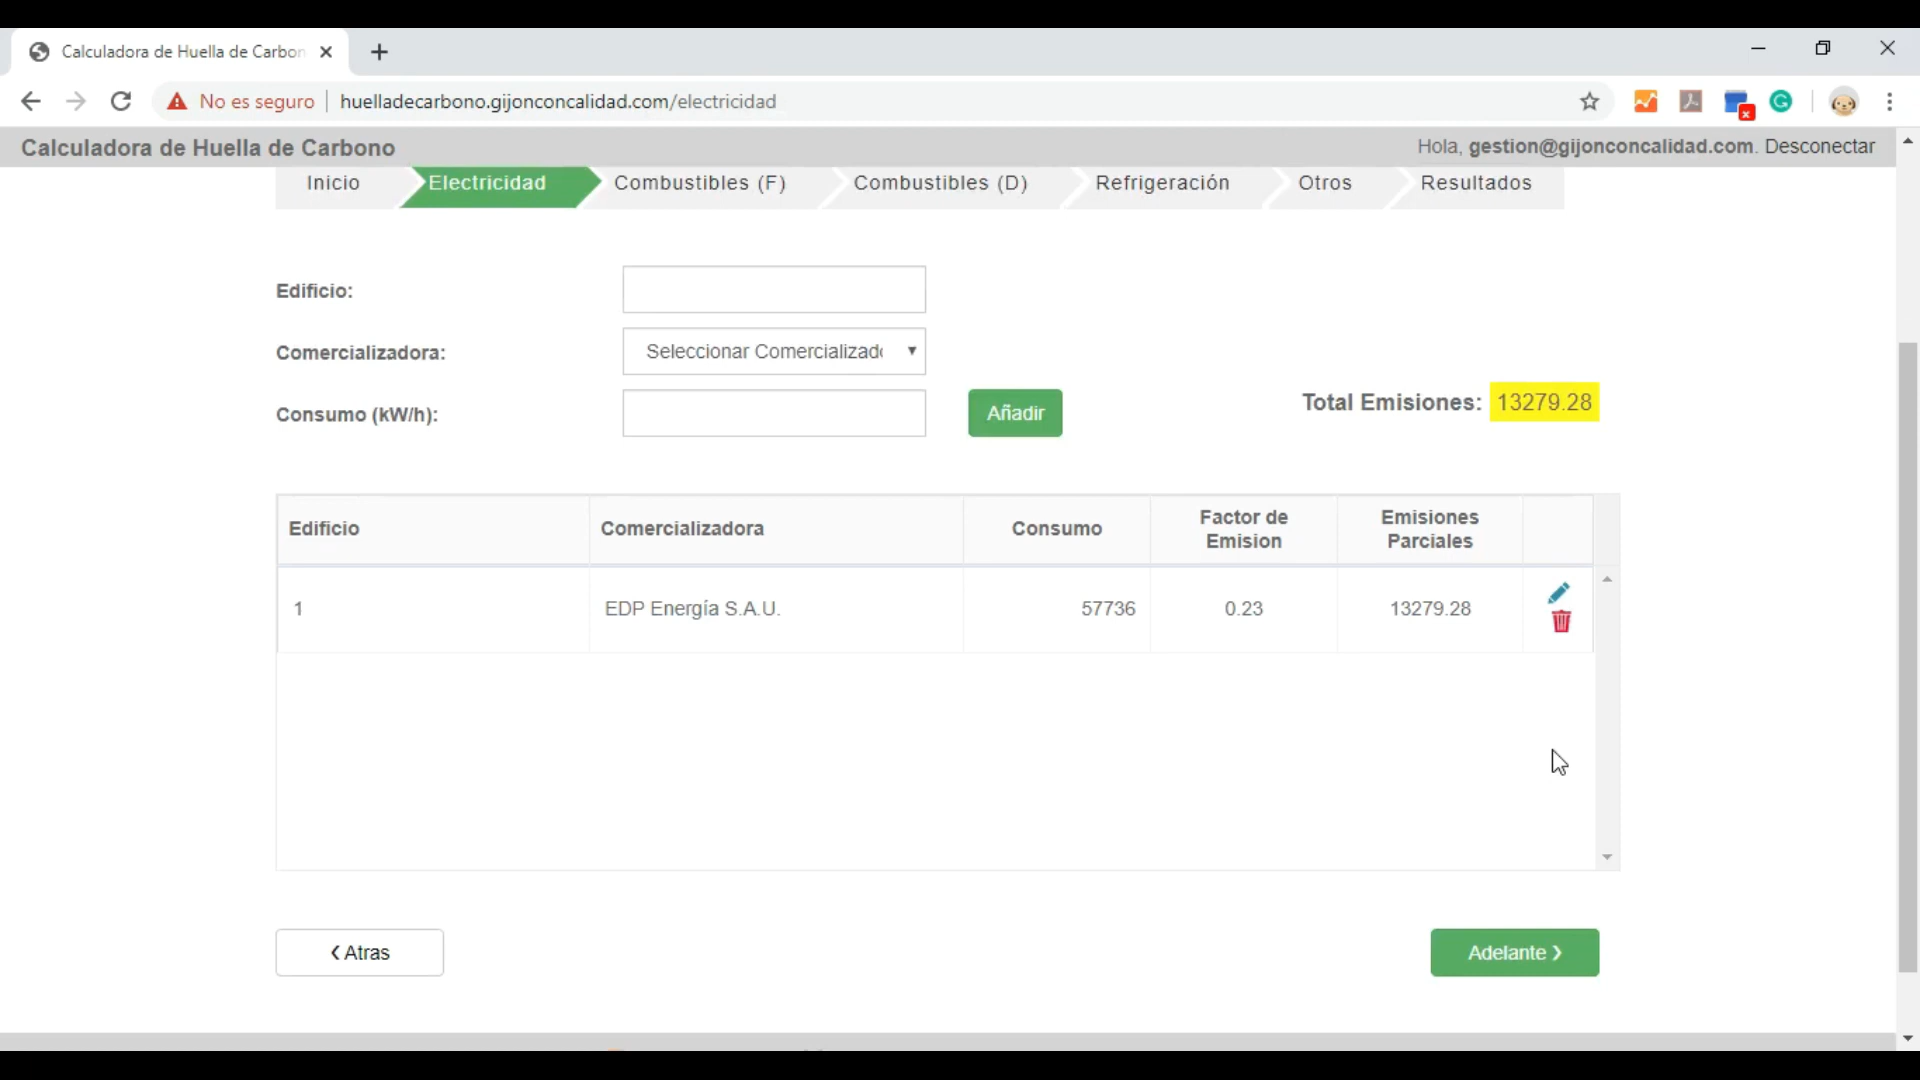 Calculadora de Huella de Carbon
No es seguro
huelladecarbono.gijonconcalidad.com/electricidad
Calculadora de Huella de Carbono
Hola, gestion@gijonconcalidad.com. Desconectar
Inicio
Electricidad
Combustibles (F)
Combustibles (D)
Refrigeración
Otros
Resultados
Edificio:
Comercializadora:
Seleccionar Comercializad
Consumo (kW/h):
Añadir
Total Emisiones: 13279.28
Edificio
Comercializadora
Consumo
Factor de
Emision
Emisiones
Parciales
1
EDP Energía S.A.U.
57736
0.23
13279.28
Atras
Adelante